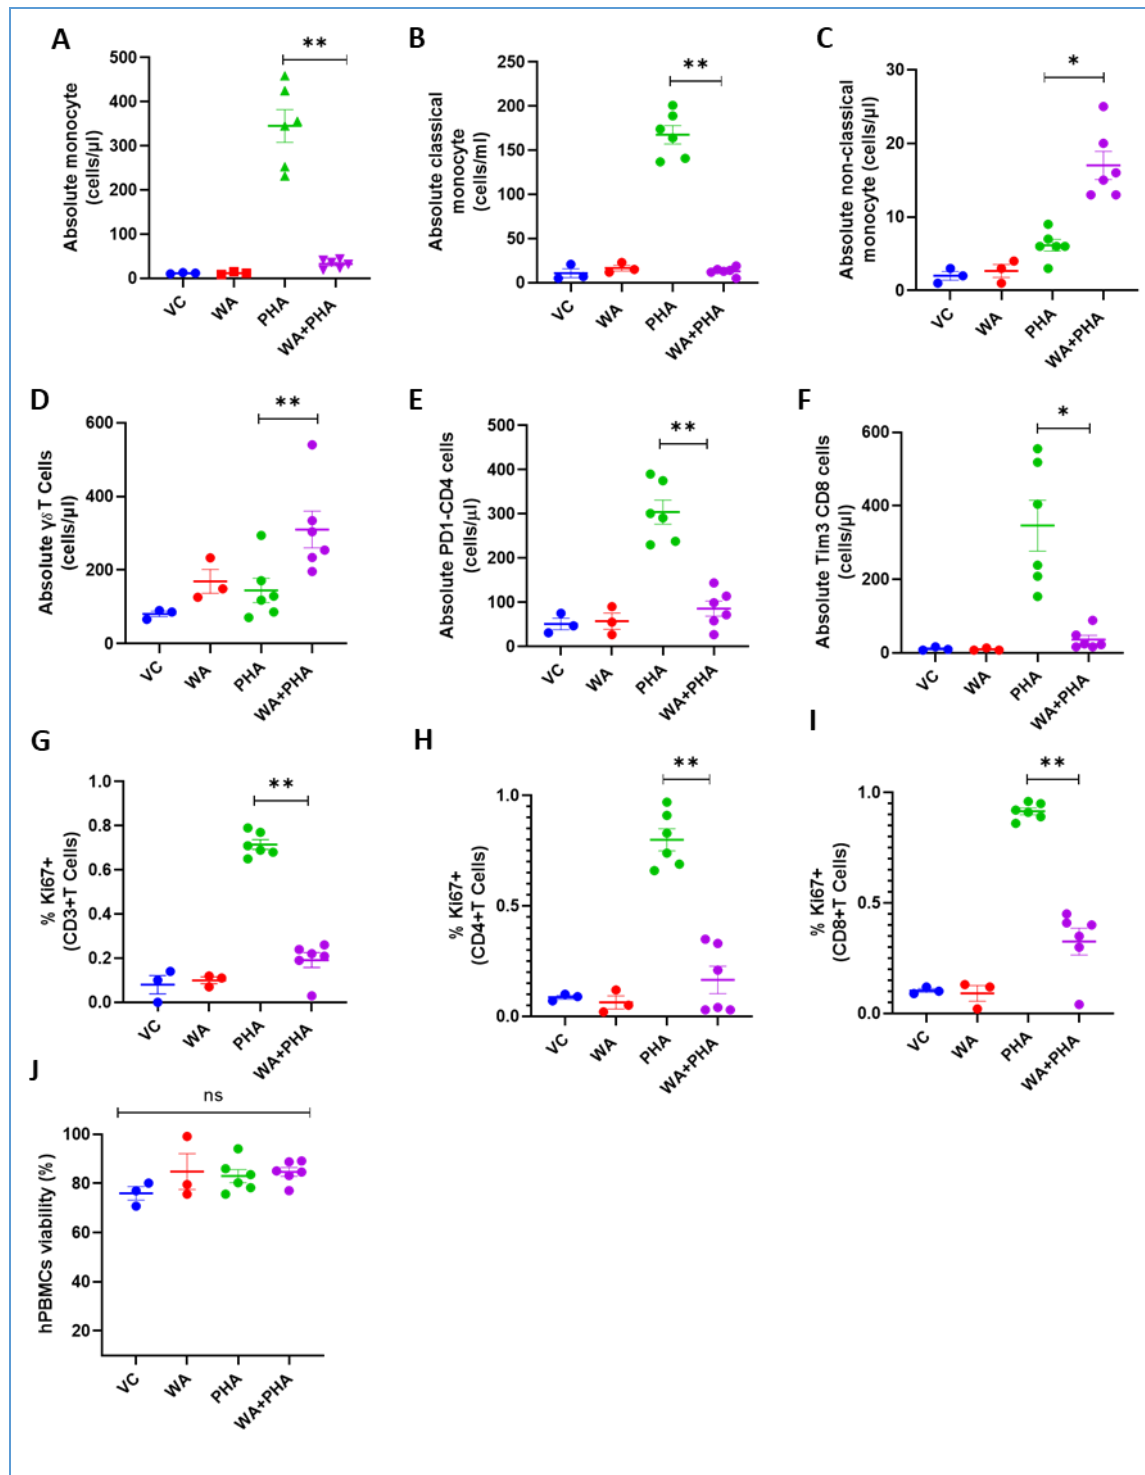 A
Absolute monocyte
(cells/µl)
500
400
300
200
100
0
**
VC
WA
PHA
WA+PHA
B
Absolute classical
monocyte
(cells/ml)
250
200
150
100
50
0
**
VC
WA
PHA
WA+PHA
C
Absolute non-classical
monocyte (cells/µl)
30
20
10
0
*
VC
WA
PHA
WA+PHA
D
Absolute γδ T Cells
(cells/µl)
600
400
200
0
**
VC
WA
PHA
WA+PHA
E
Absolute PD1-CD4 cells
(cells/µl)
500
400
300
200
100
0
**
VC
WA
PHA
WA+PHA
F
Absolute Tim3 CD8 cells
(cells/µl)
600
400
200
0
*
VC
WA
PHA
WA+PHA
G
% Ki67+
(CD3+T Cells)
1.0
0.8
0.6
0.4
0.2
0.0
**
VC
WA
PHA
WA+PHA
H
% Ki67+
(CD4+T Cells)
1.0
0.5
0.0
**
VC
WA
PHA
WA+PHA
I
% Ki67+
(CD8+T Cells)
1.0
0.5
0.0
**
VC
WA
PHA
WA+PHA
J
hPBMCs viability (%)
100
80
60
40
20
ns
VC
WA
PHA
WA+PHA